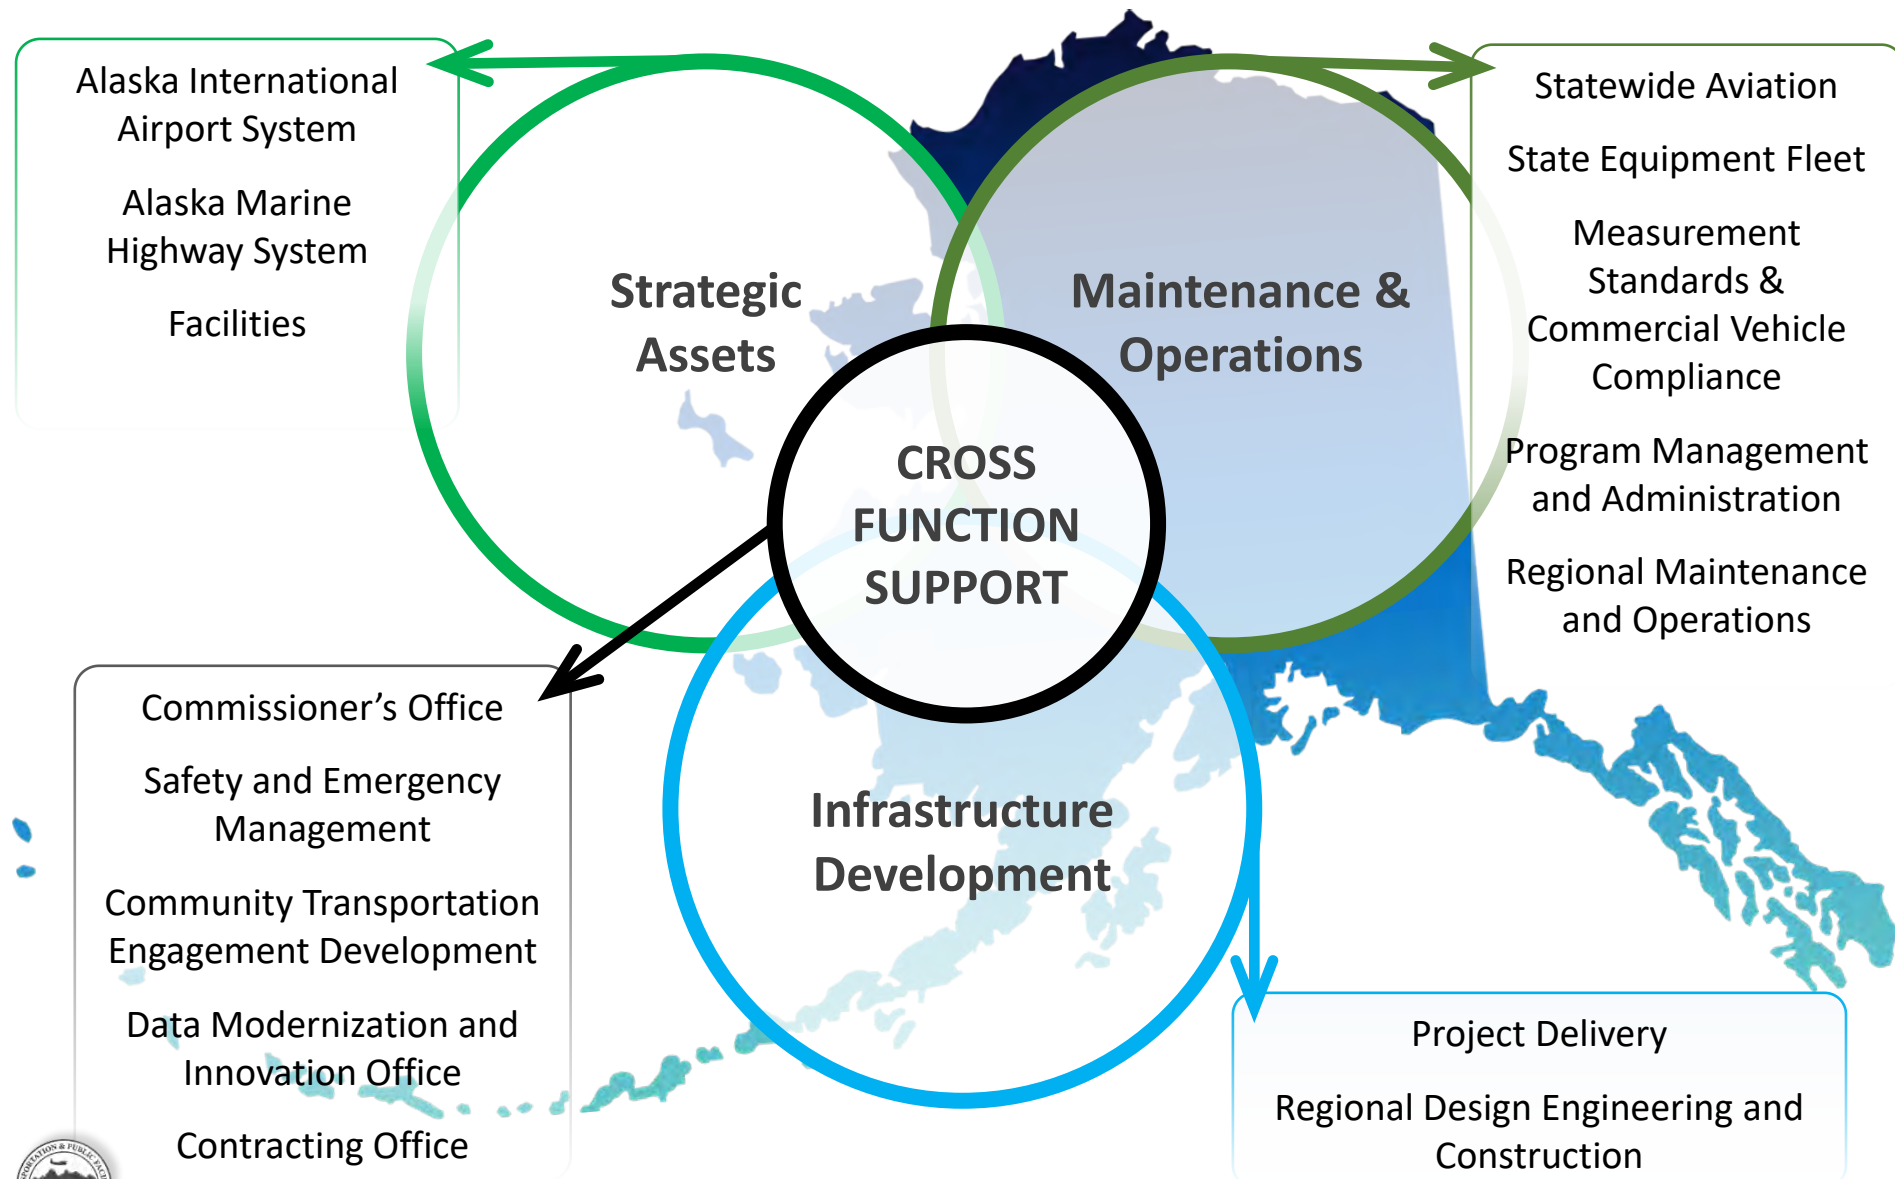 Alaska International
Airport System
Alaska Marine
Highway System
Facilities
Strategic
Assets
Maintenance &
Operations
Statewide Aviation
State Equipment Fleet
Measurement
Standards &
Commercial Vehicle
Compliance
Program Management
and Administration
Regional Maintenance
and Operations
CROSS
FUNCTION
SUPPORT
Commissioner’s Office
Safety and Emergency
Management
Community Transportation
Engagement Development
Data Modernization and
Innovation Office
Contracting Office
Infrastructure
Development
Project Delivery
Regional Design Engineering and
Construction